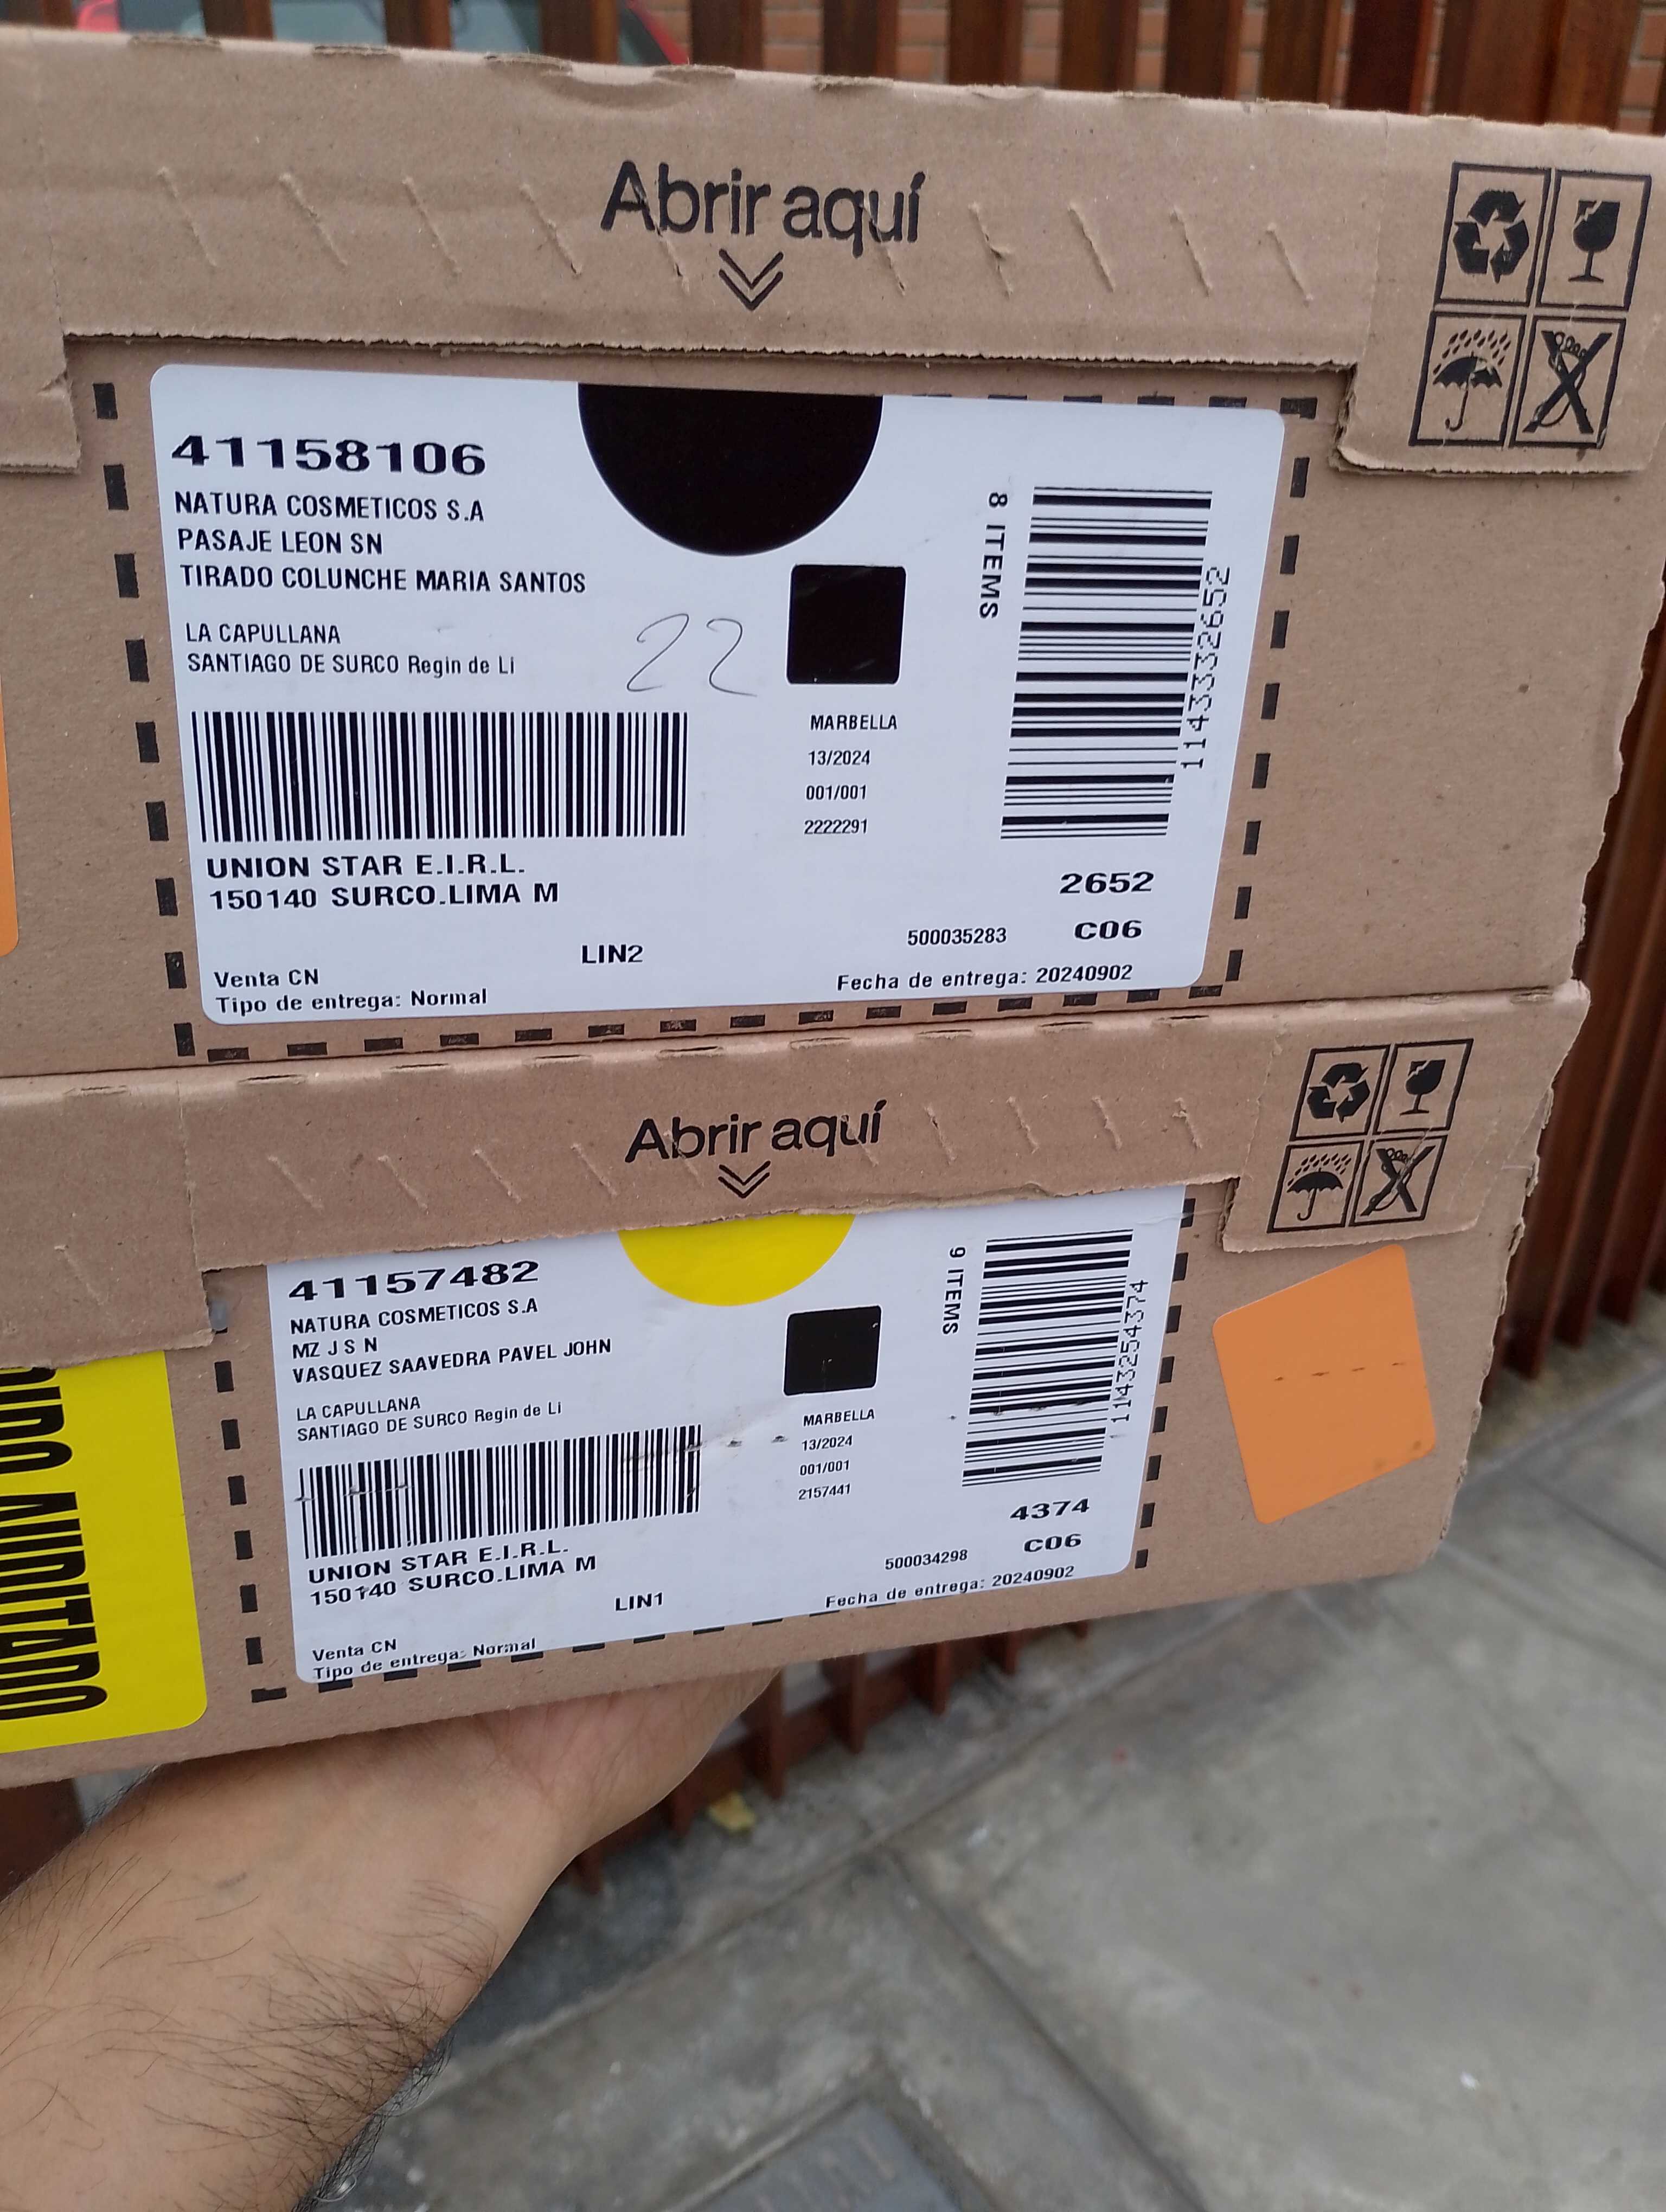 Abrir aquí
41158106
NATURA COSMETICOS S.A
PASAJE LEON SN
TIRADO COLUNCHE MARIA SANTOS
LA CAPULLANA
SANTIAGO DE SURCO Regin de Li
22
8 ITEMS
1143332652
MARBELLA
13/2024
001/001
2222291
UNION STAR E.I.R.L.
150140 SURCO.LIMA M
2652
LIN2
500035283
C06
Venta CN
Tipo de entrega: Normal
Fecha de entrega: 20240902
Abrir aquí
41157482
NATURA COSMETICOS S.A
MZ J S N
VASQUEZ SAAVEDRA PAVEL JOHN
LA CAPULLANA
SANTIAGO DE SURCO Regin de Li
9 ITEMS
1143254374
MARBELLA
13/2024
001/001
2157441
UNION STAR E.I.R.L.
150140 SURCO.LIMA M
4374
LIN1
500034298
C06
Venta CN
Tipo de entrega: Normal
Fecha de entrega: 20240902
AUDITADO